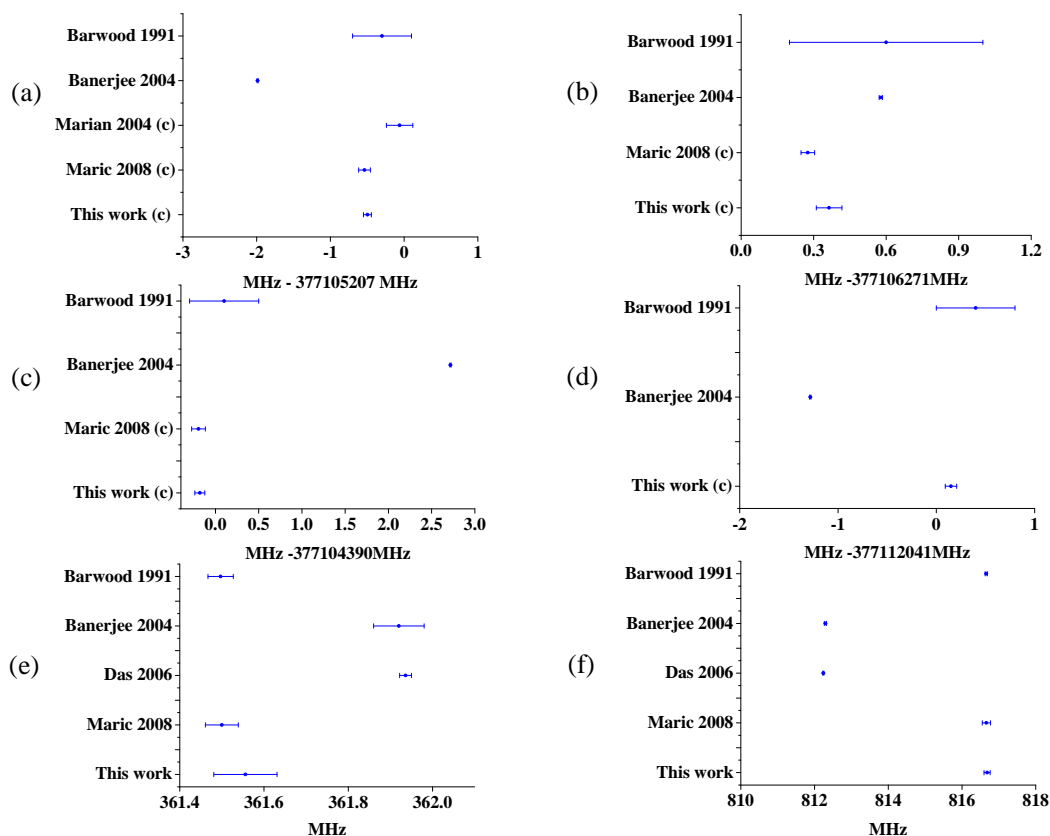 (a)
Barwood 1991
Banerjee 2004
Marian 2004 (c)
Maric 2008 (c)
This work (c)
-3 -2 -1 0 1
MHz - 377105207 MHz
(b)
Barwood 1991
Banerjee 2004
Maric 2008 (c)
This work (c)
0.0 0.3 0.6 0.9 1.2
MHz -377106271MHz
(c)
Barwood 1991
Banerjee 2004
Maric 2008 (c)
This work (c)
0.0 0.5 1.0 1.5 2.0 2.5 3.0
MHz -377104390MHz
(d)
Barwood 1991
Banerjee 2004
This work (c)
-2 -1 0 1
MHz -377112041MHz
(e)
Barwood 1991
Banerjee 2004
Das 2006
Maric 2008
This work
361.4 361.6 361.8 362.0
MHz
(f)
Barwood 1991
Banerjee 2004
Das 2006
Maric 2008
This work
810 812 814 816 818
MHz